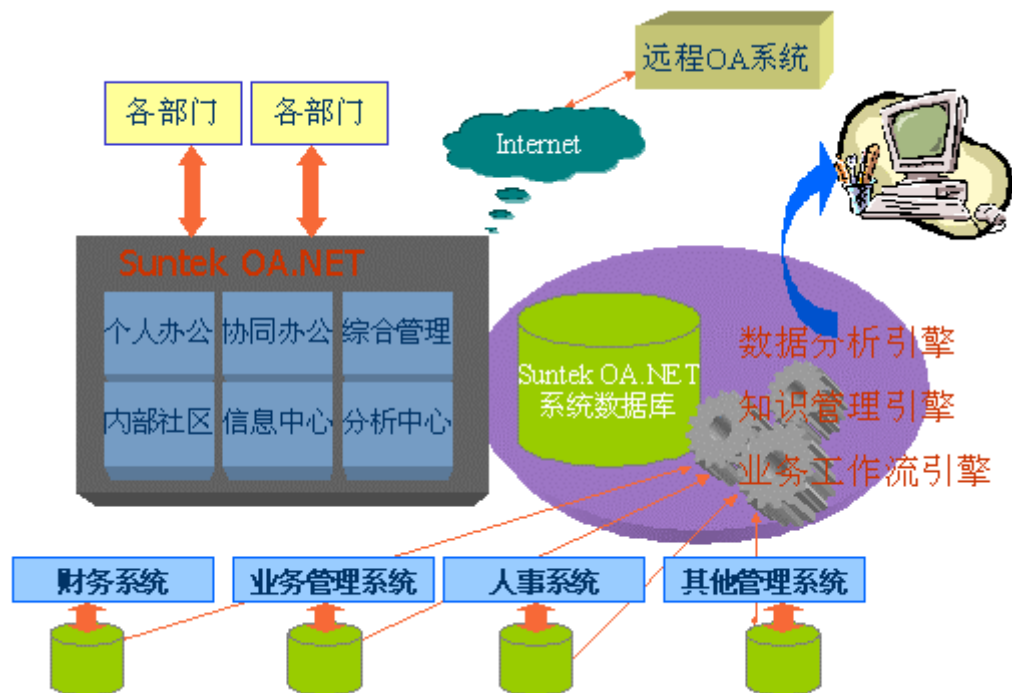 远程OA系统
各部门
各部门
Internet
Suntek OA.NET
个人办公
协同办公
综合管理
内部社区
信息中心
分析中心
Suntek OA.NET
系统数据库
数据分析引擎
知识管理引擎
业务工作流引擎
财务系统
业务管理系统
人事系统
其他管理系统